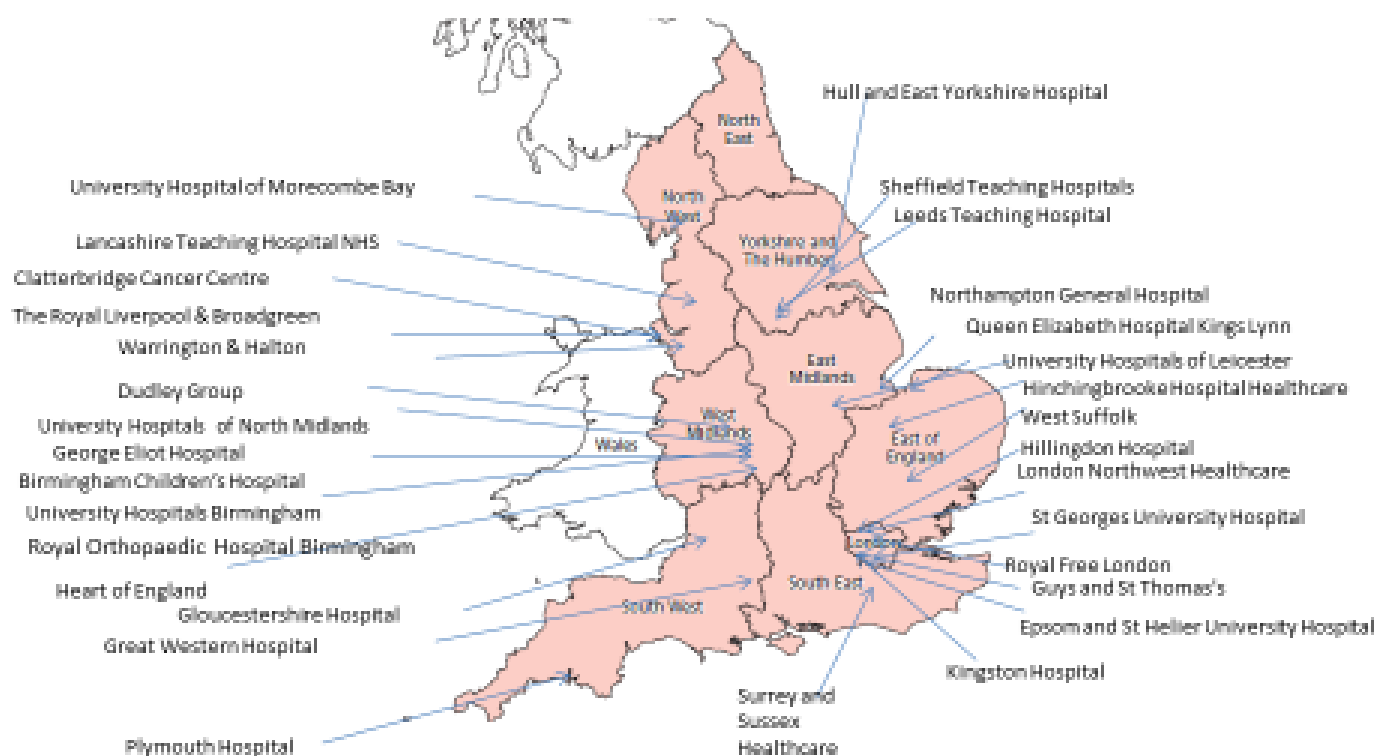 Hull and East Yorkshire Hospital
North
East
University Hospital of Morecombe Bay
Sheffield Teaching Hospitals
North
West
Leeds Teaching Hospital
Lancashire Teaching Hospital NHS
Yorkshire and
The Humber
Clatterbridge Cancer Centre
Northampton General Hospital
The Royal Liverpool & Broadgreen
Queen Elizabeth Hospital Kings Lynn
Warrington & Halton
University Hospitals of Leicester
East
Midlands
Dudley Group
Hinchingbrooke Hospital Healthcare
West Suffolk
West
Midlands
University Hospitals of North Midlands
Wales
East of
England
George Eliot Hospital
Hillingdon Hospital
London Northwest Healthcare
Birmingham Children's Hospital
University Hospitals Birmingham
St Georges University Hospital
Royal Orthopaedic Hospital Birmingham
London
Royal Free London
Heart of England
South East
Guys and St Thomas's
Gloucestershire Hospital
South West
Epsom and St Helier University Hospital
Great Western Hospital
Kingston Hospital
Surrey and
Sussex
Healthcare
Plymouth Hospital